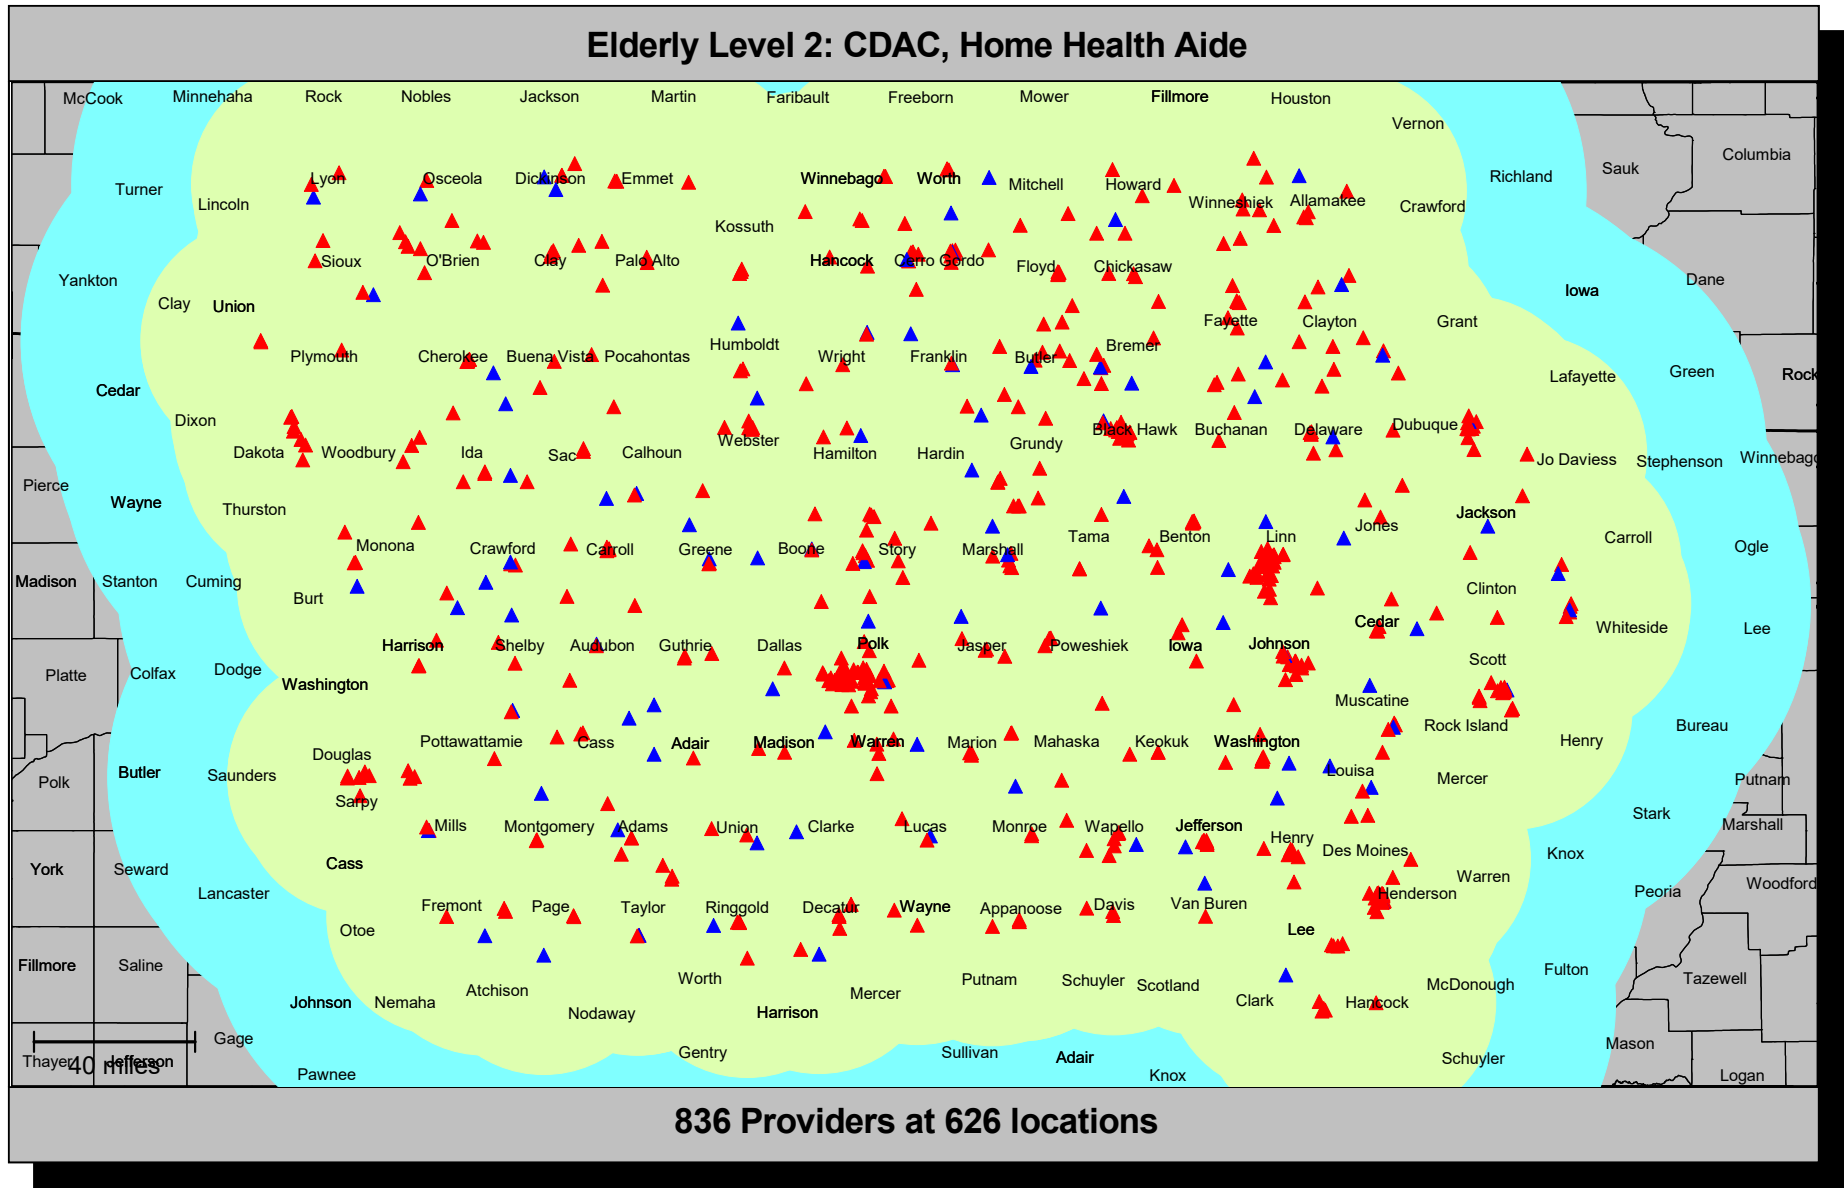 Elderly Level 2: CDAC, Home Health Aide
McCook Minnehaha Rock Nobles Jackson Martin Faribault Freeborn Mower Fillmore Houston
Vernon
Turner Lincoln Lyon Osceola Dickinson Emmet Winnebago Worth Mitchell Howard Winneshiek Allamakee Crawford Richland Sauk Columbia
Kossuth
Yankton Clay Union Sioux O'Brien Clay Palo Alto Hancock Cerro Gordo Floyd Chickasaw Iowa Dane
Fayette Clayton Grant
Plymouth Cherokee Buena Vista Pocahontas Humboldt Wright Franklin Butler Bremer
Cedar Lafayette Green Rock
Dixon Dakota Woodbury Ida Sac Calhoun Webster Hamilton Hardin Grundy Black Hawk Buchanan Delaware Dubuque Jo Daviess Stephenson Winnebago
Pierce Wayne Thurston Jackson
Monona Crawford Carroll Greene Boone Story Marshall Tama Benton Linn Jones Carroll Ogle
Madison Stanton Cuming Burt Clinton
Harrison Shelby Audubon Guthrie Dallas Polk Jasper Poweshiek Iowa Johnson Cedar Whiteside Lee
Platte Colfax Dodge Washington Scott
Muscatine Rock Island Bureau
Douglas Pottawattamie Cass Adair Madison Warren Marion Mahaska Keokuk Washington Henry
Polk Butler Saunders Sarpy Louisa Mercer Putnam
Mills Montgomery Adams Union Clarke Lucas Monroe Wapello Jefferson Henry Des Moines Stark Marshall
York Seward Cass Lancaster Knox Warren Henderson Peoria Woodford
Fremont Page Taylor Ringgold Decatur Wayne Appanoose Davis Van Buren Lee
Otoe
Fillmore Saline Johnson Nemaha Atchison Nodaway Worth Harrison Mercer Putnam Schuyler Scotland Clark Hancock McDonough Fulton Tazewell
Gage Gentry Sullivan Adair Schuyler Mason
Thayer Jefferson
40 miles
Pawnee Knox Logan
836 Providers at 626 locations